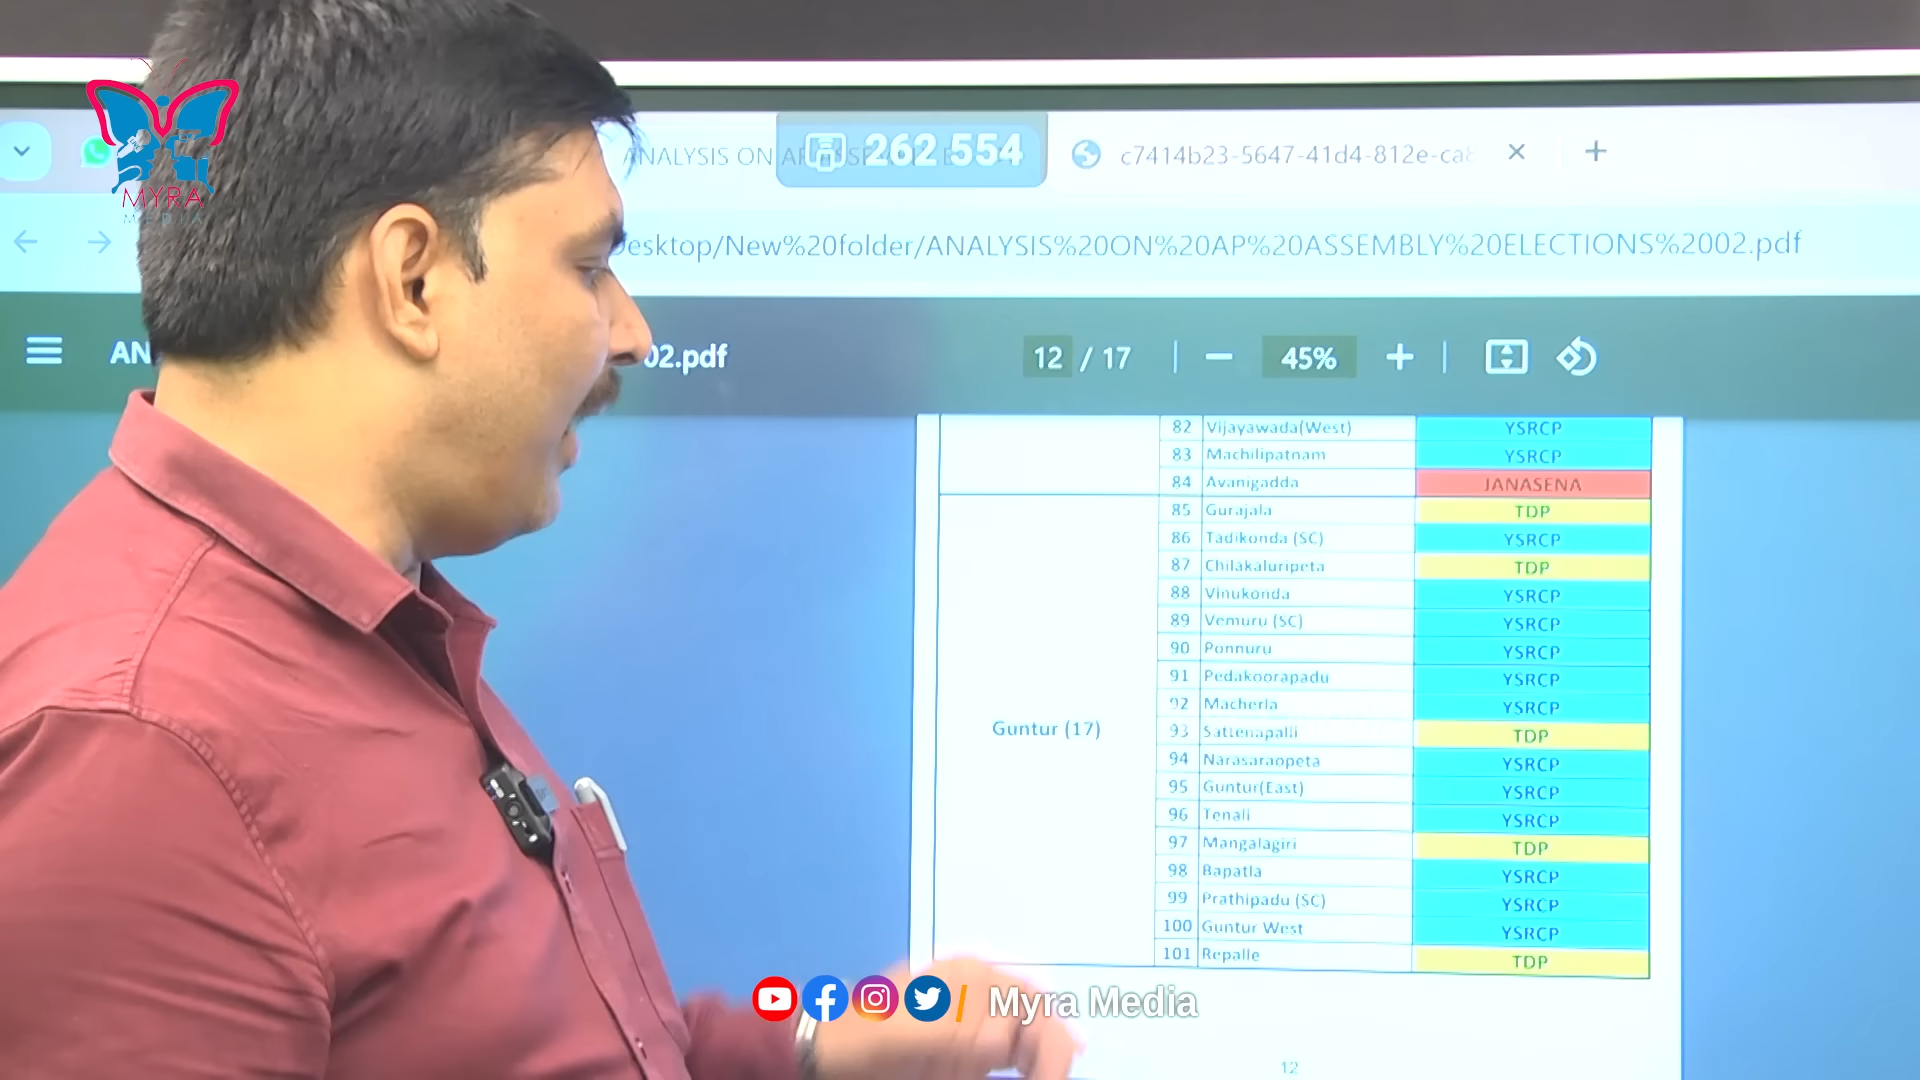 MYRA
MEDIA
ANALYSIS ON AP ASSE
262 554
c7414b23-5647-41d4-812e-ca8
Desktop/New%20folder/ANALYSIS%20ON%20AP%20ASSEMBLY%20ELECTIONS%2002.pdf
AN
02.pdf
12 / 17
45%
82 Vijayawada(West) YSRCP
83 Machilipatnam YSRCP
84 Avanigadda JANASENA
Guntur (17)
85 Gurajala TDP
86 Tadikonda (SC) YSRCP
87 Chilakaluripeta TDP
88 Vinukonda YSRCP
89 Vemuru (SC) YSRCP
90 Ponnuru YSRCP
91 Pedakoorapadu YSRCP
92 Macherla YSRCP
93 Sattenapalli TDP
94 Narasaraopeta YSRCP
95 Guntur(East) YSRCP
96 Tenali YSRCP
97 Mangalagiri TDP
98 Bapatla YSRCP
99 Prathipadu (SC) YSRCP
100 Guntur West YSRCP
101 Repalle TDP
/ Myra Media
12